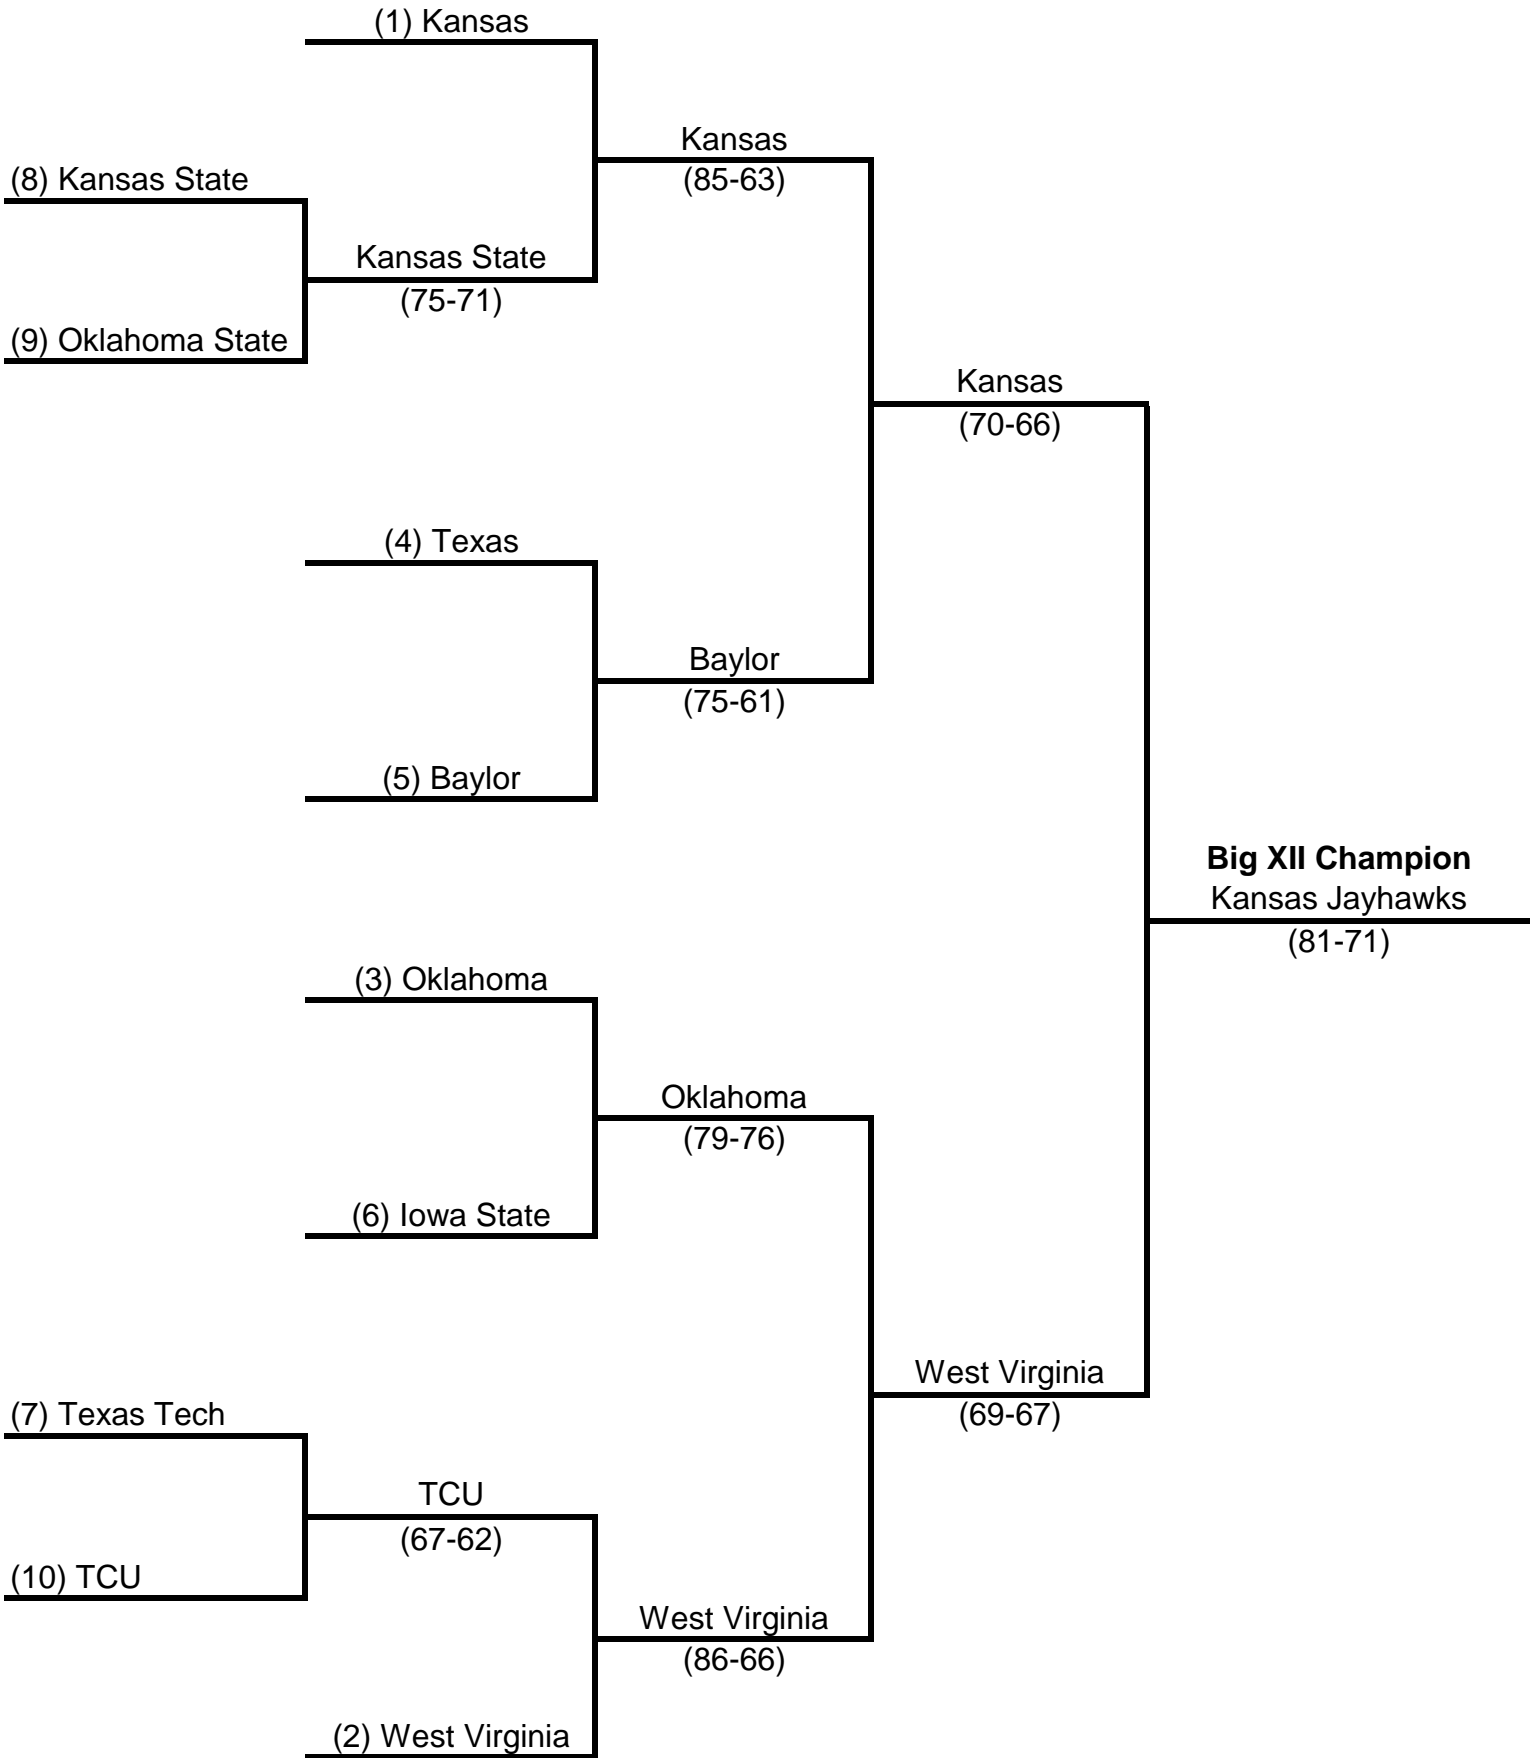 (1) Kansas
Kansas
(85-63)
(8) Kansas State
Kansas State
(75-71)
(9) Oklahoma State
Kansas
(70-66)
(4) Texas
Baylor
(75-61)
(5) Baylor
Big XII Champion
Kansas Jayhawks
(81-71)
(3) Oklahoma
Oklahoma
(79-76)
(6) Iowa State
West Virginia
(69-67)
(7) Texas Tech
TCU
(67-62)
(10) TCU
West Virginia
(86-66)
(2) West Virginia